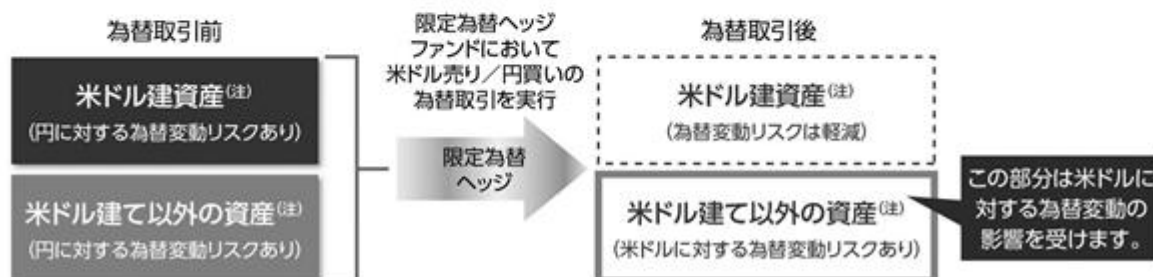 為替取引前
米ドル建資産(注)
(円に対する為替変動リスクあり)
米ドル建て以外の資産(注)
(円に対する為替変動リスクあり)
限定為替ヘッジ
ファンドにおいて
米ドル売り／円買いの
為替取引を実行
限定為替
ヘッジ
為替取引後
米ドル建資産(注)
(為替変動リスクは軽減)
米ドル建て以外の資産(注)
(米ドルに対する為替変動リスクあり)
この部分は米ドルに
対する為替変動の
影響を受けます。